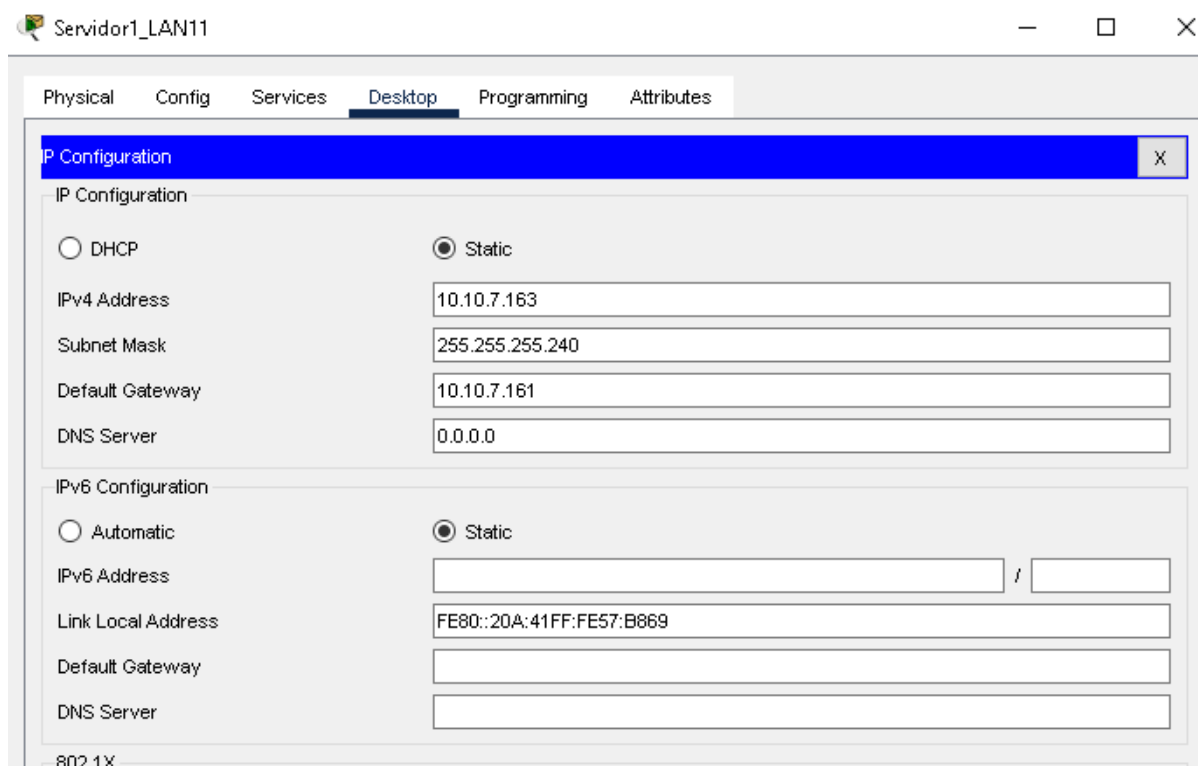 Servidor1_LAN11
Physical Config Services Desktop Programming Attributes
IP Configuration X
IP Configuration
DHCP Static
IPv4 Address 10.10.7.163
Subnet Mask 255.255.255.240
Default Gateway 10.10.7.161
DNS Server 0.0.0.0
IPv6 Configuration
Automatic Static
IPv6 Address /
Link Local Address FE80::20A:41FF:FE57:B869
Default Gateway
DNS Server
802.1X